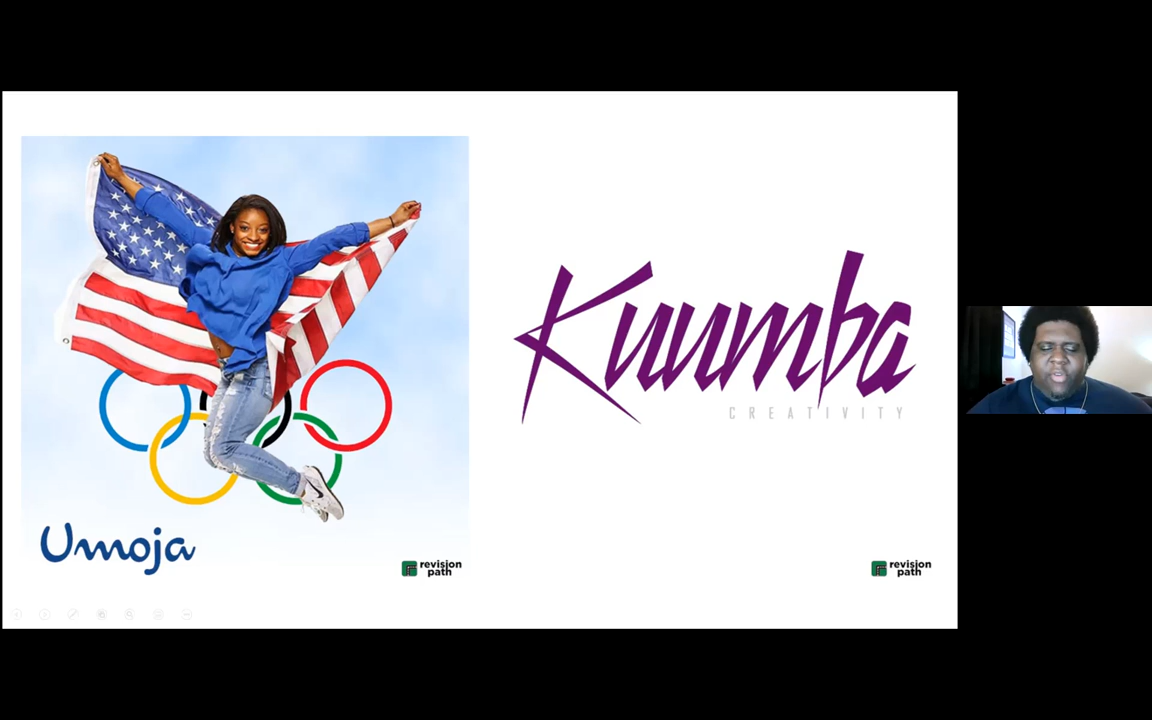 Umoja
revision
path
Kuumba
CREATIVITY
revision
path